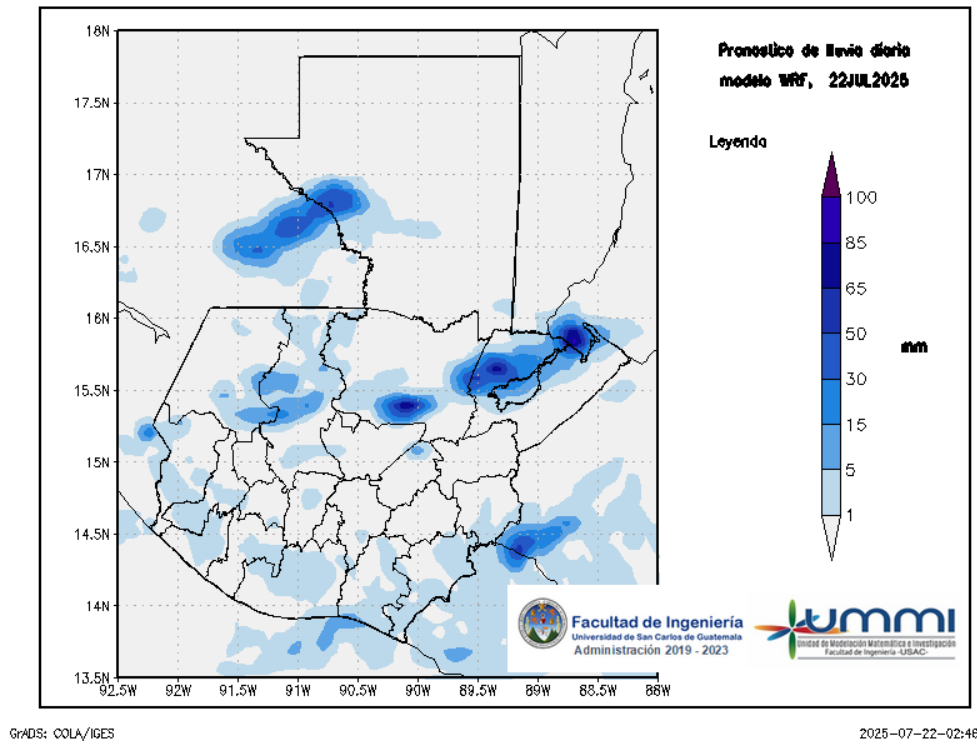 Pronostico de lluvia diaria
modelo WRF, 22JUL2025
Leyenda
100
85
65
50
30
15
5
1
mm
18N
17.5N
17N
16.5N
16N
15.5N
15N
14.5N
14N
13.5N
92.5W
92W
91.5W
91W
90.5W
90W
89.5W
89W
88.5W
88W
Facultad de Ingeniería
Universidad de San Carlos de Guatemala
Administración 2019 - 2023
ummi
Unidad de Modelación Matemática e Investigación
Facultad de Ingeniería -USAC-
GrADS: COLA/IGES
2025-07-22-02:48